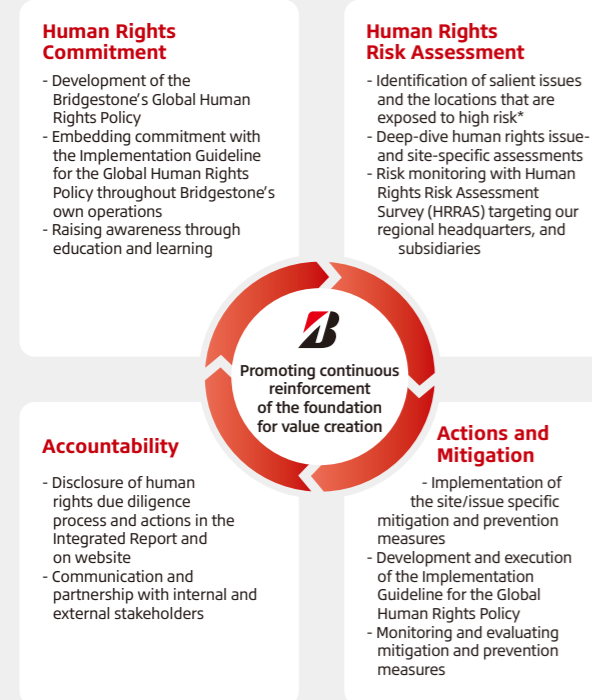 Human Rights
Commitment
- Development of the
Bridgestone's Global Human
Rights Policy
- Embedding commitment with
the Implementation Guideline
for the Global Human Rights
Policy throughout Bridgestone's
own operations
- Raising awareness through
education and learning
Human Rights
Risk Assessment
- Identification of salient issues
and the locations that are
exposed to high risk*
- Deep-dive human rights issue-
and site-specific assessments
- Risk monitoring with Human
Rights Risk Assessment
Survey (HRRAS) targeting our
regional headquarters, and
subsidiaries
Promoting continuous
reinforcement
of the foundation
for value creation
Accountability
- Disclosure of human
rights due diligence
process and actions in the
Integrated Report and
on website
- Communication and
partnership with internal and
external stakeholders
Actions and
Mitigation
- Implementation of
the site/issue specific
mitigation and prevention
measures
- Development and execution
of the Implementation
Guideline for the Global
Human Rights Policy
- Monitoring and evaluating
mitigation and prevention
measures